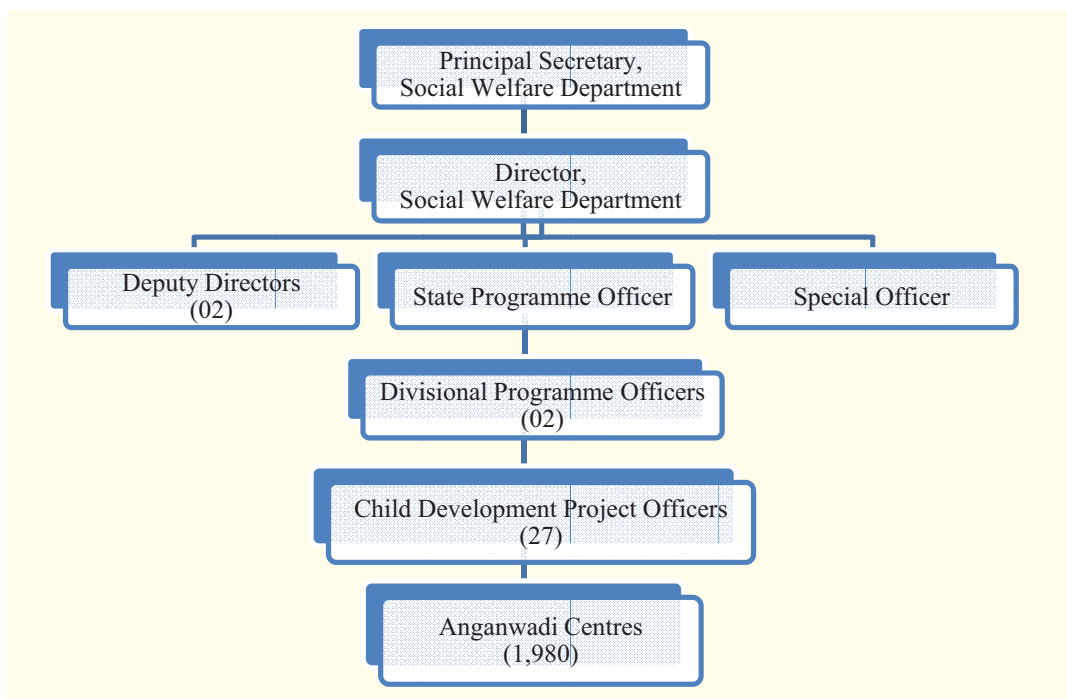 Principal Secretary,
Social Welfare Department
Director,
Social Welfare Department
Deputy Directors
(02)
State Programme Officer
Special Officer
Divisional Programme Officers
(02)
Child Development Project Officers
(27)
Anganwadi Centres
(1,980)